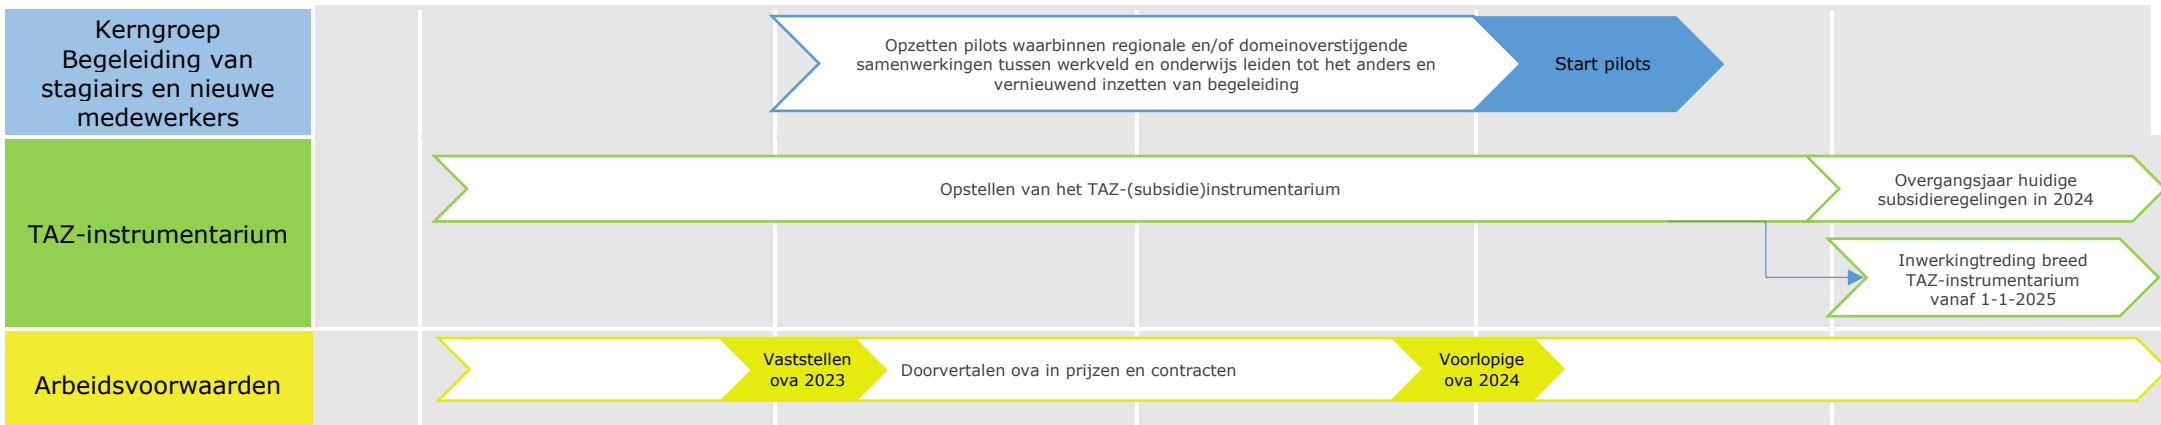 Kerngroep
Begeleiding van
stagiairs en nieuwe
medewerkers
Opzetten pilots waarbinnen regionale en/of domeinoverstijgende
samenwerkingen tussen werkveld en onderwijs leiden tot het anders en
vernieuwend inzetten van begeleiding
Start pilots
TAZ-instrumentarium
Opstellen van het TAZ-(subsidie)instrumentarium
Overgangsjaar huidige
subsidieregelingen in 2024
Inwerkingtreding breed
TAZ-instrumentarium
vanaf 1-1-2025
Arbeidsvoorwaarden
Vaststellen
ova 2023
Doorvertalen ova in prijzen en contracten
Voorlopige
ova 2024